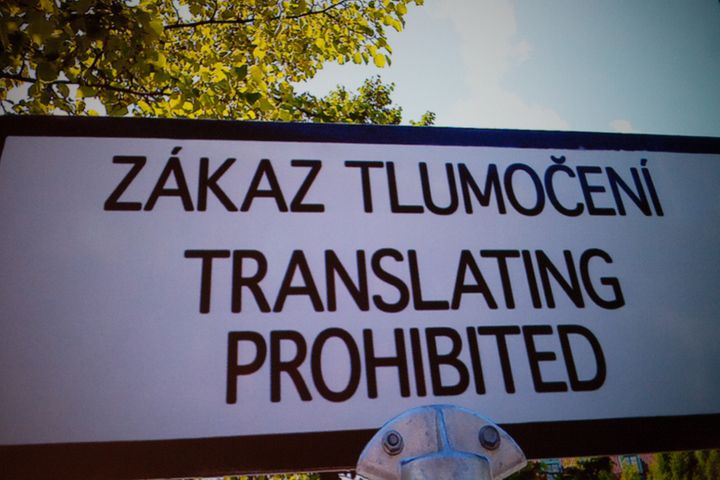 ZÁKAZ TLUMOČENÍ
TRANSLATING
PROHIBITED